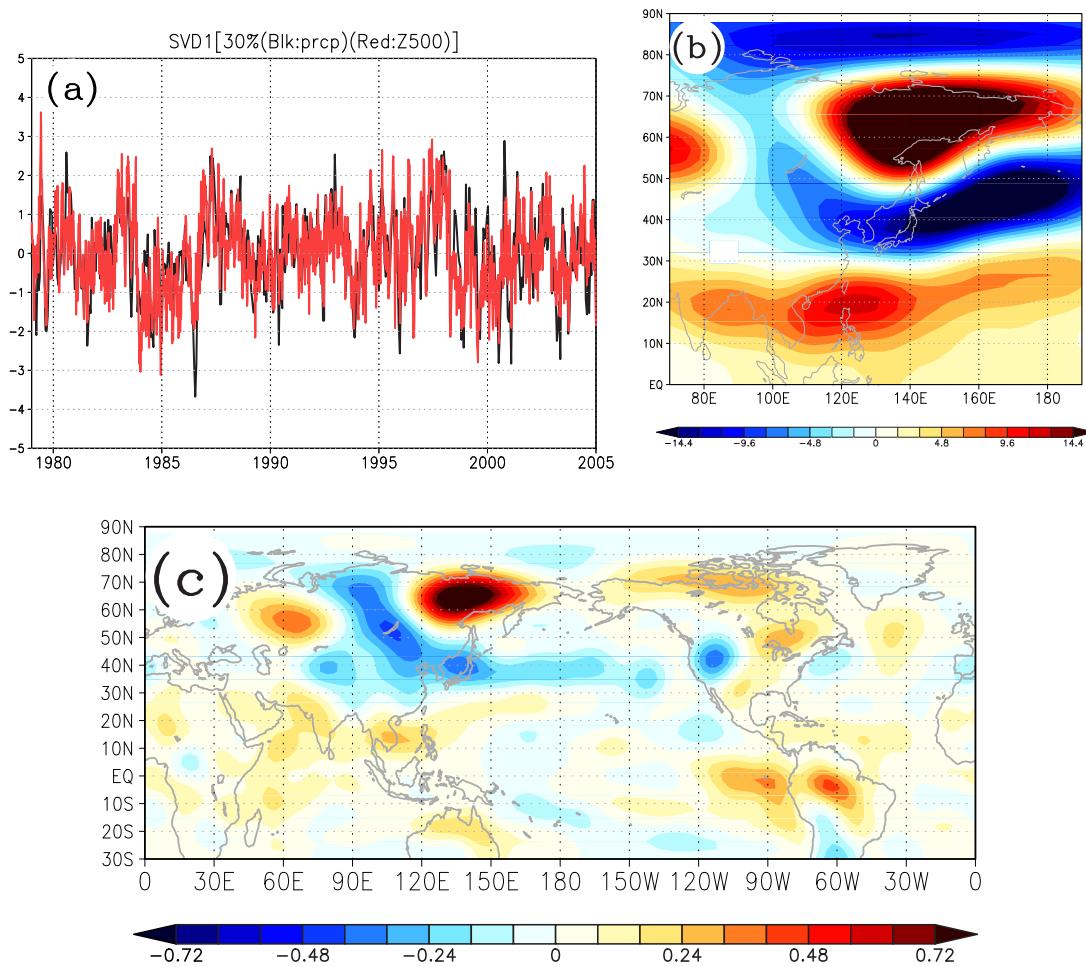 SVD1[30%(Blk:prcp)(Red:Z500)]
(a)
5
4
3
2
1
0
-1
-2
-3
-4
-5
1980 1985 1990 1995 2000 2005
(b)
90N
80N
70N
60N
50N
40N
30N
20N
10N
EQ
80E 100E 120E 140E 160E 180
-14.4 -9.6 -4.8 0 4.8 9.6 14.4
(c)
90N
80N
70N
60N
50N
40N
30N
20N
10N
EQ
10S
20S
30S
0 30E 60E 90E 120E 150E 180 150W 120W 90W 60W 30W 0
-0.72 -0.48 -0.24 0 0.24 0.48 0.72